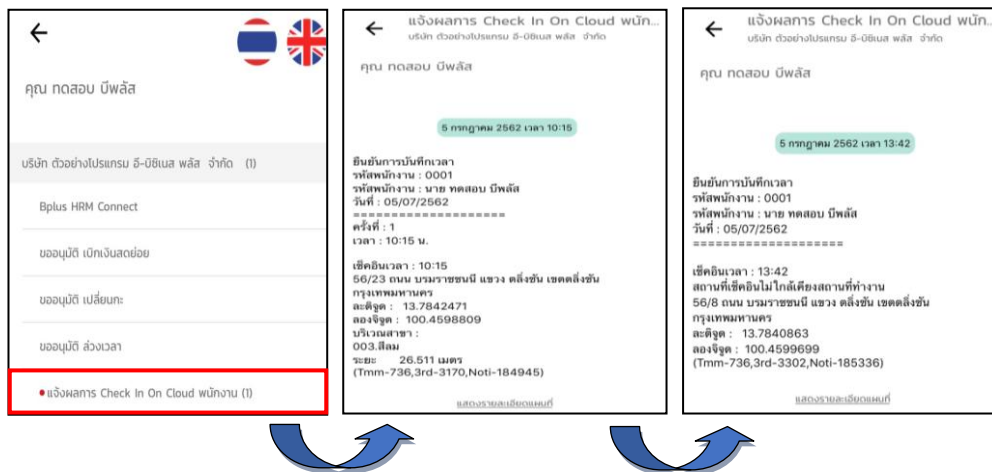 คุณ ทดสอบ บีพลัส
บริษัท ตัวอย่างโปรแกรม อี-บิซิเนส พลัส จำกัด (1)
Bplus HRM Connect
ขออนุมัติ เบิกเงินสดย่อย
ขออนุมัติ เปลี่ยนกะ
ขออนุมัติ ล่วงเวลา
แจ้งผลการ Check In On Cloud พนักงาน (1)
แจ้งผลการ Check In On Cloud พนัก...
บริษัท ตัวอย่างโปรแกรม อี-บิซิเนส พลัส จำกัด
คุณ ทดสอบ บีพลัส
5 กรกฎาคม 2562 เวลา 10:15
ยืนยันการบันทึกเวลา
รหัสพนักงาน : 0001
รหัสพนักงาน : นาย ทดสอบ บีพลัส
วันที่ : 05/07/2562
====================
ครั้งที่ : 1
เวลา : 10:15 น.
เช็คอินเวลา : 10:15
56/23 ถนน บรมราชชนนี แขวง ตลิ่งชัน เขตตลิ่งชัน
กรุงเทพมหานคร
ละติจูด : 13.7842471
ลองจิจูด : 100.4598809
บริเวณสาขา :
003.สีลม
ระยะ 26.511 เมตร
(Tmm-736,3rd-3170,Noti-184945)
แสดงรายละเอียดแผนที่
แจ้งผลการ Check In On Cloud พนัก...
บริษัท ตัวอย่างโปรแกรม อี-บิซิเนส พลัส จำกัด
คุณ ทดสอบ บีพลัส
5 กรกฎาคม 2562 เวลา 13:42
ยืนยันการบันทึกเวลา
รหัสพนักงาน : 0001
รหัสพนักงาน : นาย ทดสอบ บีพลัส
วันที่ : 05/07/2562
====================
เช็คอินเวลา : 13:42
สถานที่เช็คอินไม่ใกล้เคียงสถานที่ทำงาน
56/8 ถนน บรมราชชนนี แขวง ตลิ่งชัน เขตตลิ่งชัน
กรุงเทพมหานคร
ละติจูด : 13.7840863
ลองจิจูด : 100.4599699
(Tmm-736,3rd-3302,Noti-185336)
แสดงรายละเอียดแผนที่